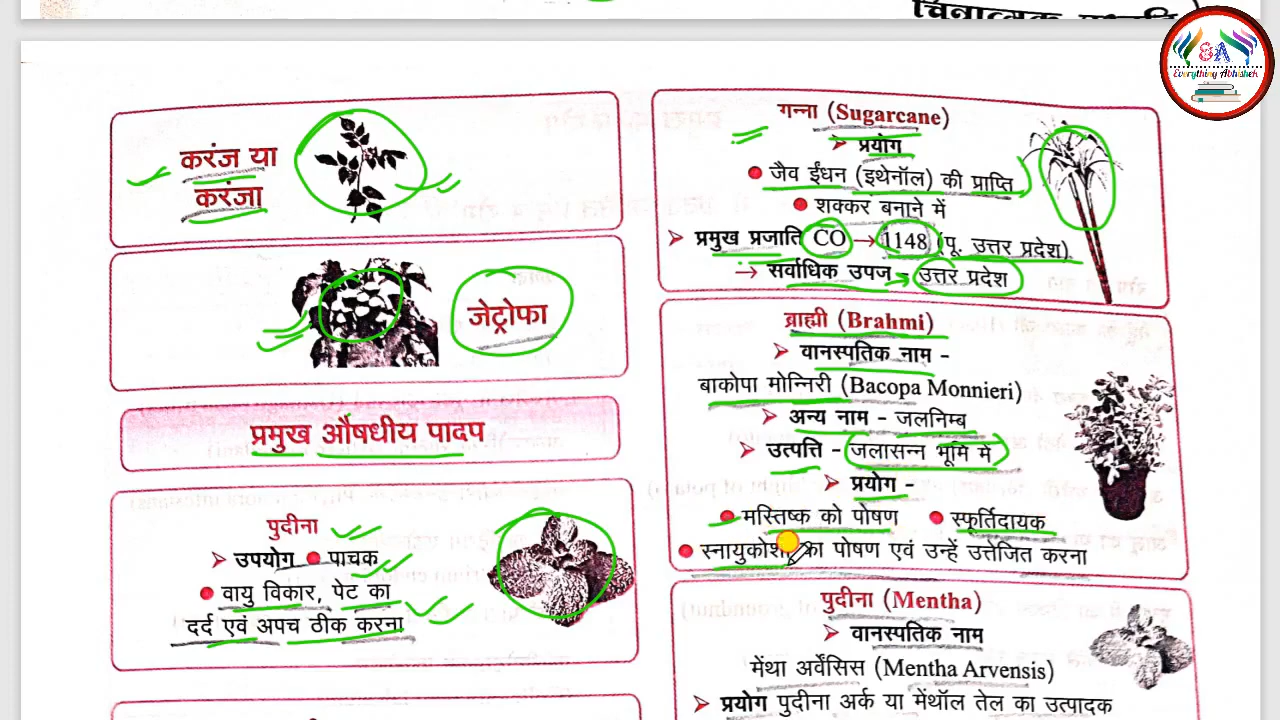 &A
Everything Abhishek
करंज या
करंजा
जेट्रोफा
प्रमुख औषधीय पादप
पुदीना
➤ उपयोग ● पाचक
● वायु विकार, पेट का
दर्द एवं अपच ठीक करना
गन्ना (Sugarcane)
➤ प्रयोग
● जैव ईंधन (इथेनॉल) की प्राप्ति
● शक्कर बनाने में
➤ प्रमुख प्रजाति CO → 1148 (पू. उत्तर प्रदेश)
→ सर्वाधिक उपज - उत्तर प्रदेश
ब्राह्मी (Brahmi)
➤ वानस्पतिक नाम -
बाकोपा मोन्निरी (Bacopa Monnieri)
➤ अन्य नाम - जलनिम्ब
➤ उत्पत्ति - जलासन्न भूमि में
➤ प्रयोग -
● मस्तिष्क को पोषण ● स्फूर्तिदायक
● का पोषण एवं उन्हें उत्तेजित करना
पुदीना (Mentha)
➤ वानस्पतिक नाम
मेंथा अर्वेसिस (Mentha Arvensis)
➤ प्रयोग पुदीना अर्क या मेंथॉल तेल का उत्पादक